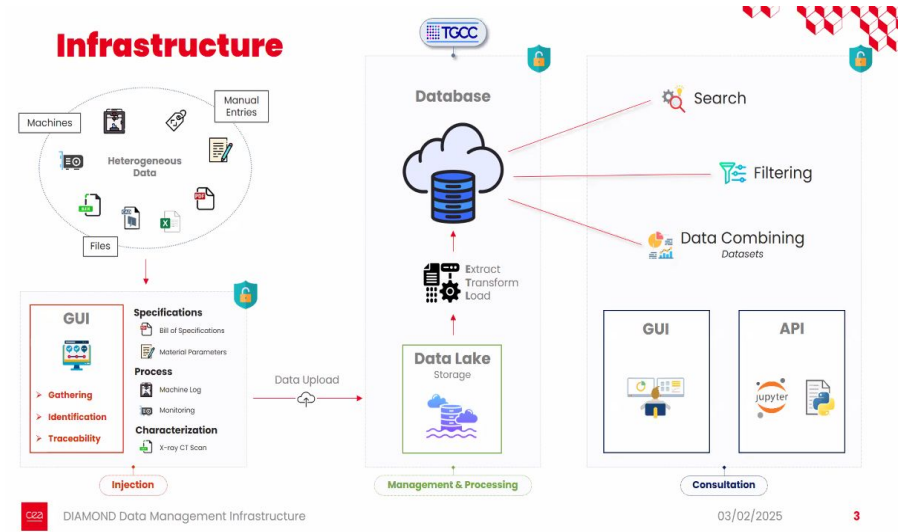 Infrastructure
TGCC
Machines
Manual
Entries
Heterogeneous
Data
PDF
Files
GUI
Gathering
Identification
Traceability
Specifications
Bill of Specifications
Material Parameters
Process
Machine Log
Monitoring
Characterization
X-ray CT Scan
Injection
Data Upload
Database
Extract
Transform
Load
Data Lake
Storage
Management & Processing
Search
Filtering
Data Combining
Datasets
GUI
API
jupyter
Consultation
cea
DIAMOND Data Management Infrastructure
03/02/2025
3